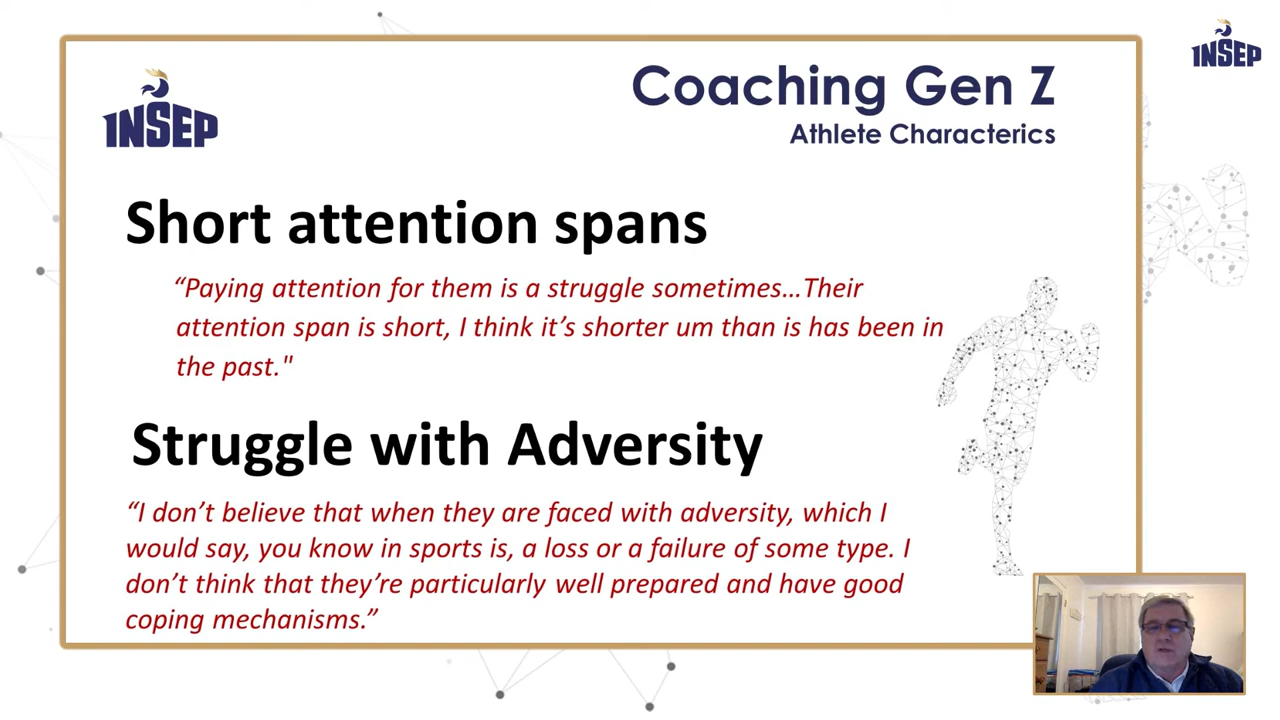 INSEP
INSEP
Coaching Gen Z
Athlete Characterics
Short attention spans
“Paying attention for them is a struggle sometimes...Their
attention span is short, I think it’s shorter um than is has been in
the past."
Struggle with Adversity
“I don’t believe that when they are faced with adversity, which I
would say, you know in sports is, a loss or a failure of some type. I
don’t think that they’re particularly well prepared and have good
coping mechanisms.”